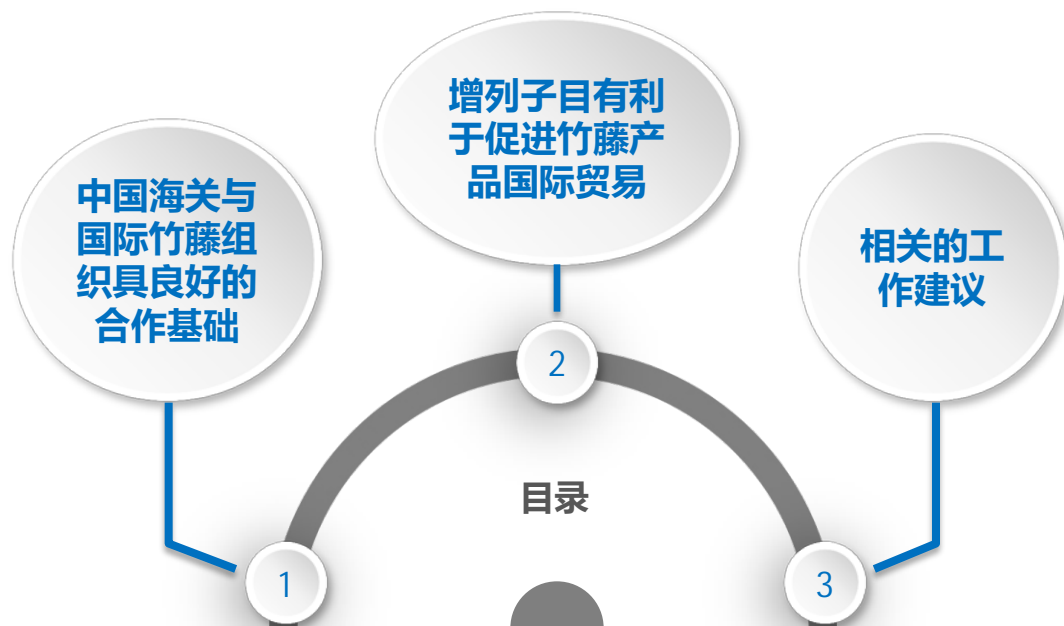 中国海关与
国际竹藤组
织具良好的
合作基础
增列子目有利
于促进竹藤产
品国际贸易
相关的工
作建议
2
目录
1
3